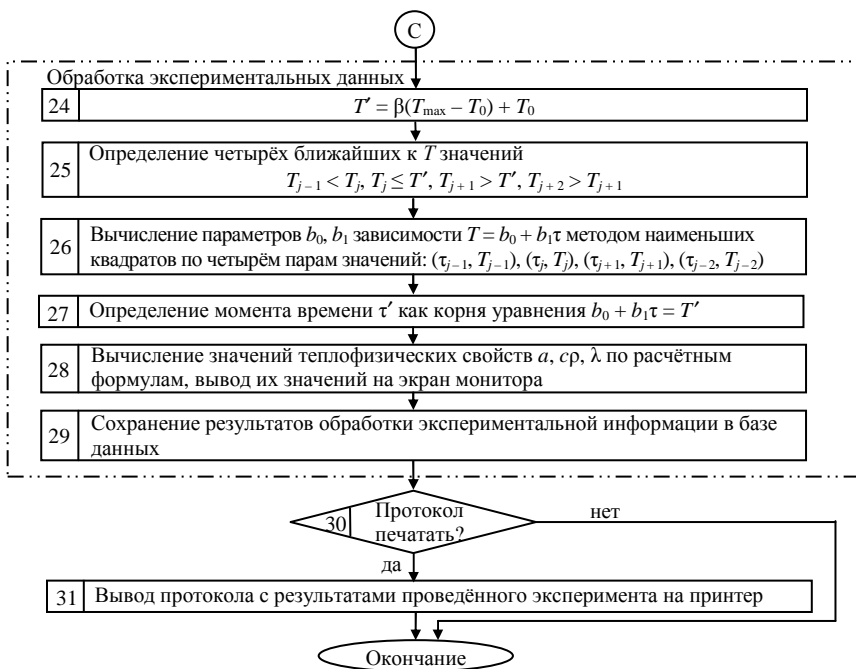 С
Обработка экспериментальных данных
24
T′ = β(Tmax – T0) + T0
25
Определение четырёх ближайших к T значений
Tj – 1 < Tj, Tj ≤ T′, Tj + 1 > T′, Tj + 2 > Tj + 1
26
Вычисление параметров b0, b1 зависимости T = b0 + b1τ методом наименьших
квадратов по четырём парам значений: (τj–1, Tj–1), (τj, Tj), (τj+1, Tj+1), (τj–2, Tj–2)
27
Определение момента времени τ′ как корня уравнения b0 + b1τ = T′
28
Вычисление значений теплофизических свойств a, cρ, λ по расчётным
формулам, вывод их значений на экран монитора
29
Сохранение результатов обработки экспериментальной информации в базе
данных
30
Протокол
печатать?
нет
да
31
Вывод протокола с результатами проведённого эксперимента на принтер
Окончание